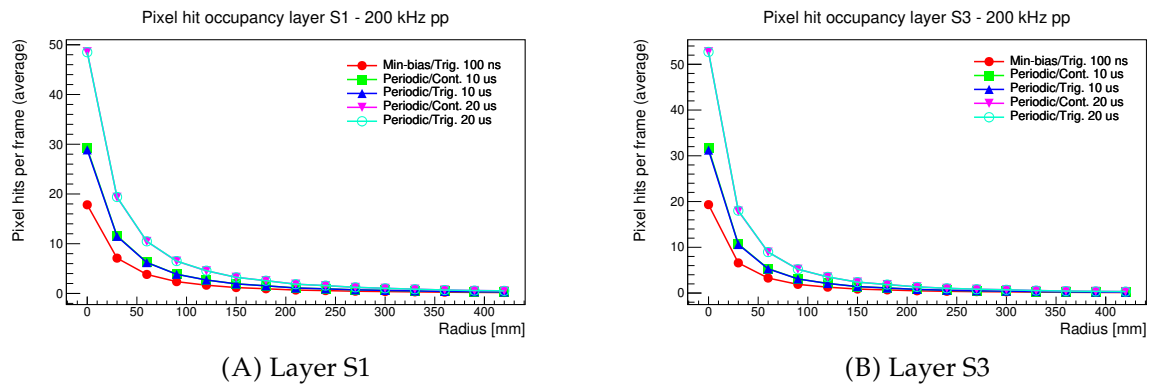 Pixel hit occupancy layer S1 - 200 kHz pp
Pixel hits per frame (average)
50
40
30
20
10
0
Min-bias/Trig. 100 ns
Periodic/Cont. 10 us
Periodic/Trig. 10 us
Periodic/Cont. 20 us
Periodic/Trig. 20 us
0 50 100 150 200 250 300 350 400
Radius [mm]
(A) Layer S1
Pixel hit occupancy layer S3 - 200 kHz pp
Pixel hits per frame (average)
50
40
30
20
10
0
Min-bias/Trig. 100 ns
Periodic/Cont. 10 us
Periodic/Trig. 10 us
Periodic/Cont. 20 us
Periodic/Trig. 20 us
0 50 100 150 200 250 300 350 400
Radius [mm]
(B) Layer S3